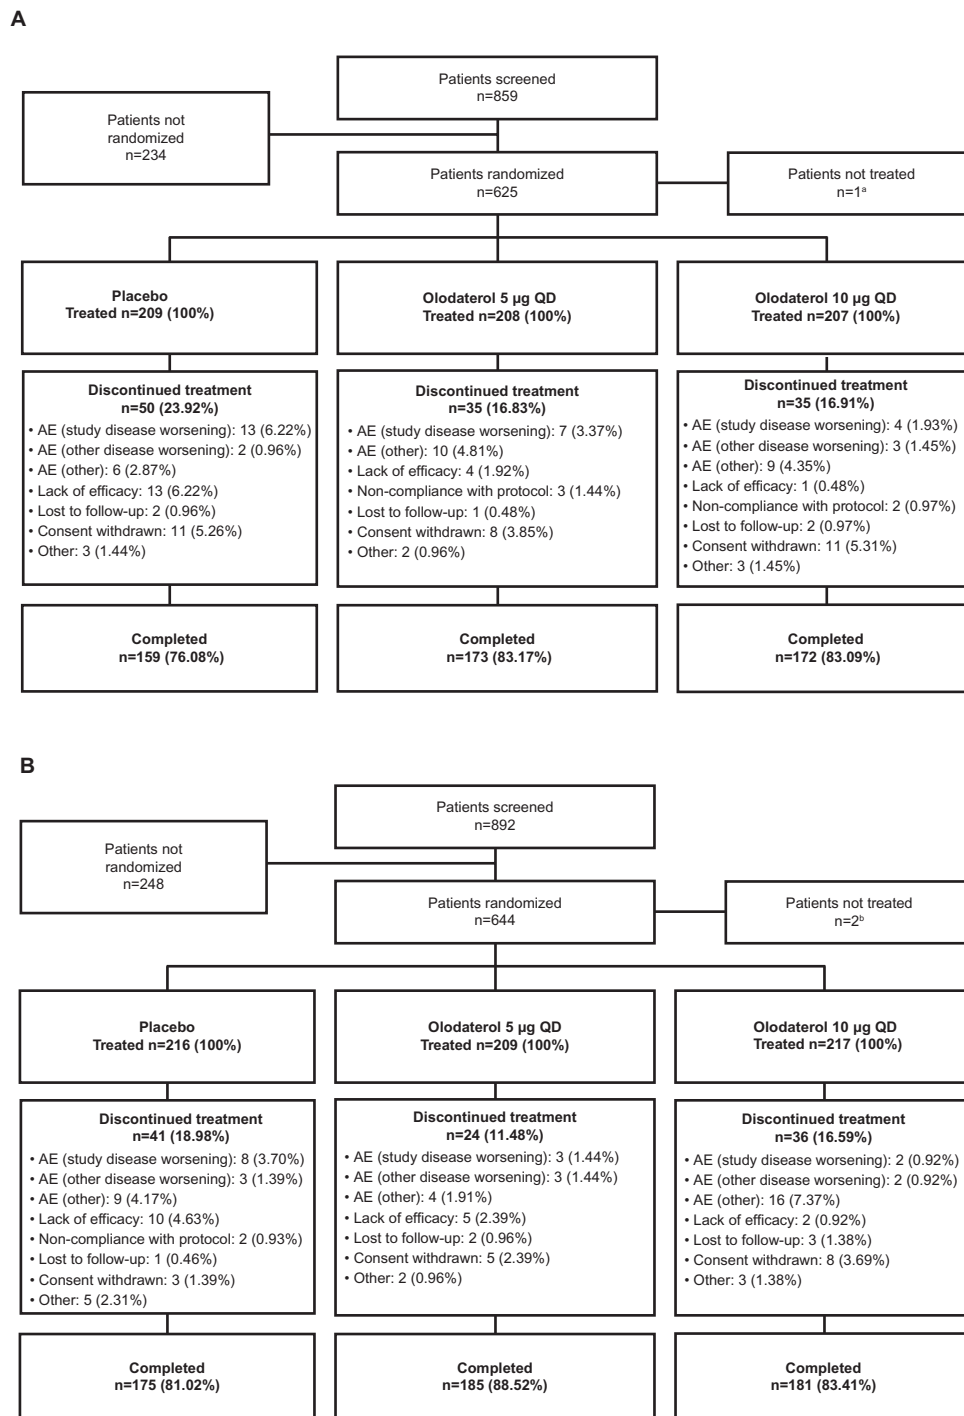 A
Patients screened
n=859
Patients not
randomized
n=234
Patients randomized
n=625
Patients not treated
n=1ᵃ
Placebo
Treated n=209 (100%)
Olodaterol 5 µg QD
Treated n=208 (100%)
Olodaterol 10 µg QD
Treated n=207 (100%)
Discontinued treatment
n=50 (23.92%)
• AE (study disease worsening): 13 (6.22%)
• AE (other disease worsening): 2 (0.96%)
• AE (other): 6 (2.87%)
• Lack of efficacy: 13 (6.22%)
• Lost to follow-up: 2 (0.96%)
• Consent withdrawn: 11 (5.26%)
• Other: 3 (1.44%)
Discontinued treatment
n=35 (16.83%)
• AE (study disease worsening): 7 (3.37%)
• AE (other): 10 (4.81%)
• Lack of efficacy: 4 (1.92%)
• Non-compliance with protocol: 3 (1.44%)
• Lost to follow-up: 1 (0.48%)
• Consent withdrawn: 8 (3.85%)
• Other: 2 (0.96%)
Discontinued treatment
n=35 (16.91%)
• AE (study disease worsening): 4 (1.93%)
• AE (other disease worsening): 3 (1.45%)
• AE (other): 9 (4.35%)
• Lack of efficacy: 1 (0.48%)
• Non-compliance with protocol: 2 (0.97%)
• Lost to follow-up: 2 (0.97%)
• Consent withdrawn: 11 (5.31%)
• Other: 3 (1.45%)
Completed
n=159 (76.08%)
Completed
n=173 (83.17%)
Completed
n=172 (83.09%)
B
Patients screened
n=892
Patients not
randomized
n=248
Patients randomized
n=644
Patients not treated
n=2ᵇ
Placebo
Treated n=216 (100%)
Olodaterol 5 µg QD
Treated n=209 (100%)
Olodaterol 10 µg QD
Treated n=217 (100%)
Discontinued treatment
n=41 (18.98%)
• AE (study disease worsening): 8 (3.70%)
• AE (other disease worsening): 3 (1.39%)
• AE (other): 9 (4.17%)
• Lack of efficacy: 10 (4.63%)
• Non-compliance with protocol: 2 (0.93%)
• Lost to follow-up: 1 (0.46%)
• Consent withdrawn: 3 (1.39%)
• Other: 5 (2.31%)
Discontinued treatment
n=24 (11.48%)
• AE (study disease worsening): 3 (1.44%)
• AE (other disease worsening): 3 (1.44%)
• AE (other): 4 (1.91%)
• Lack of efficacy: 5 (2.39%)
• Lost to follow-up: 2 (0.96%)
• Consent withdrawn: 5 (2.39%)
• Other: 2 (0.96%)
Discontinued treatment
n=36 (16.59%)
• AE (study disease worsening): 2 (0.92%)
• AE (other disease worsening): 2 (0.92%)
• AE (other): 16 (7.37%)
• Lack of efficacy: 2 (0.92%)
• Lost to follow-up: 3 (1.38%)
• Consent withdrawn: 8 (3.69%)
• Other: 3 (1.38%)
Completed
n=175 (81.02%)
Completed
n=185 (88.52%)
Completed
n=181 (83.41%)